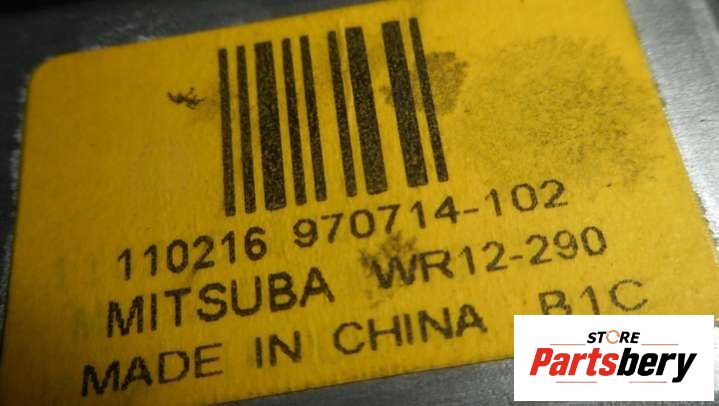 110216 970714-102
MITSUBA WR12-290
MADE IN CHINA B1C
STORE
Partsbery